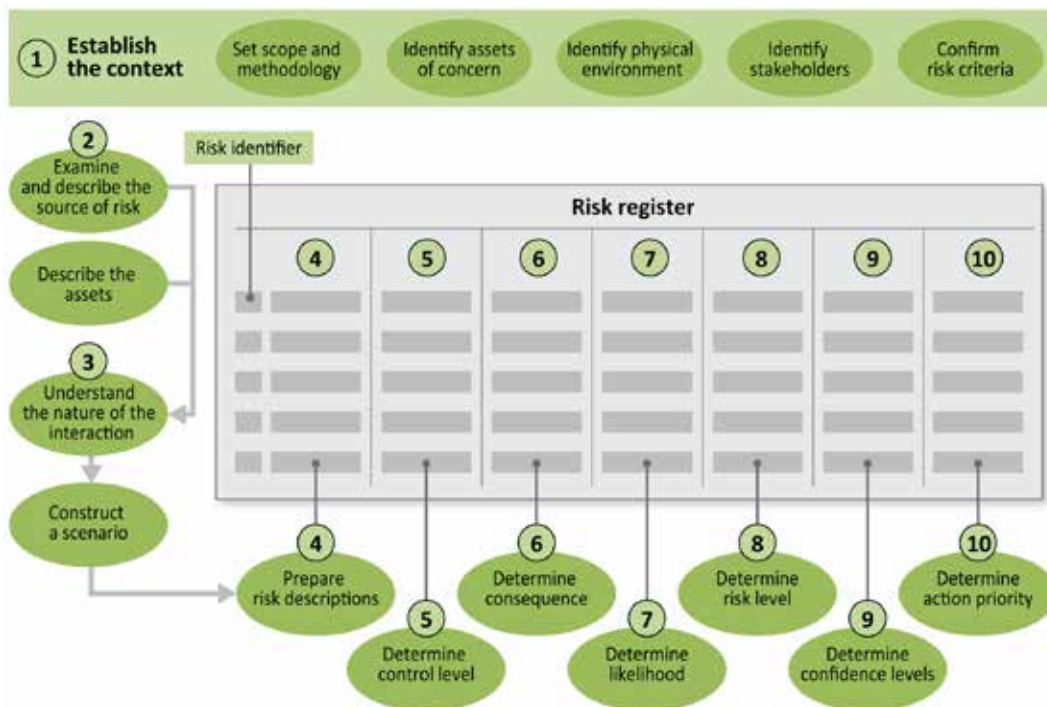 1
Establish
the context
Set scope and
methodology
Identify assets
of concern
Identify physical
environment
Identify
stakeholders
Confirm
risk criteria
2
Examine
and describe the
source of risk
Describe the
assets
3
Understand
the nature of the
interaction
Construct
a scenario
Risk identifier
Risk register
4
5
6
7
8
9
10
4
Prepare
risk descriptions
5
Determine
control level
6
Determine
consequence
7
Determine
likelihood
8
Determine
risk level
9
Determine
confidence levels
10
Determine
action priority